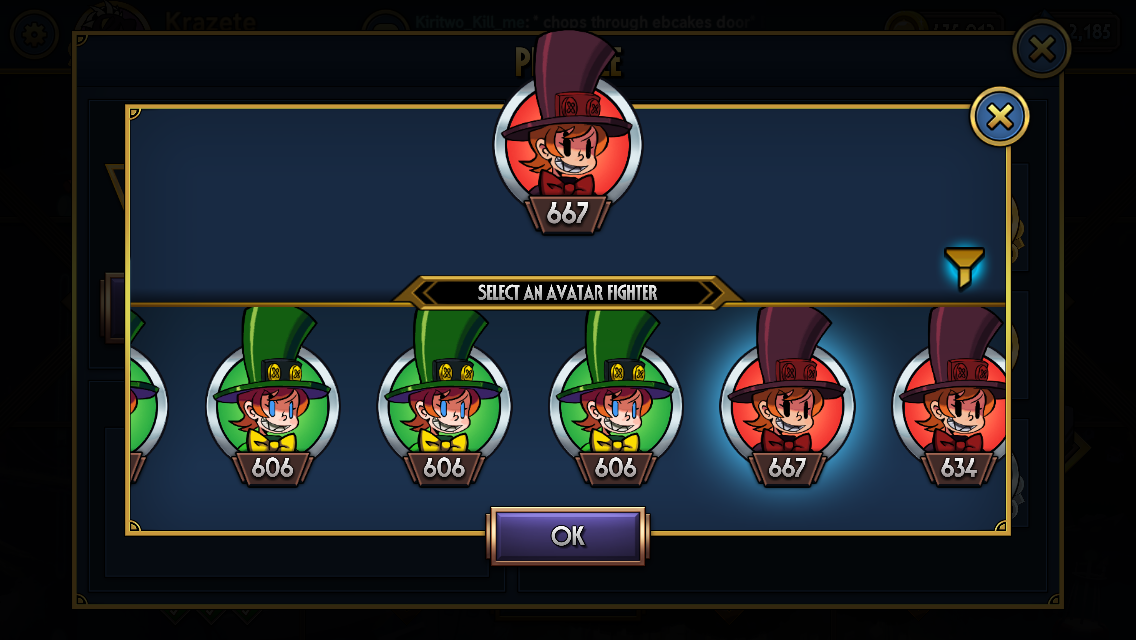 Krazete
Kiritwo_Kill_me: * chops through ebcakes door*
667
SELECT AN AVATAR FIGHTER
606
606
606
667
634
OK